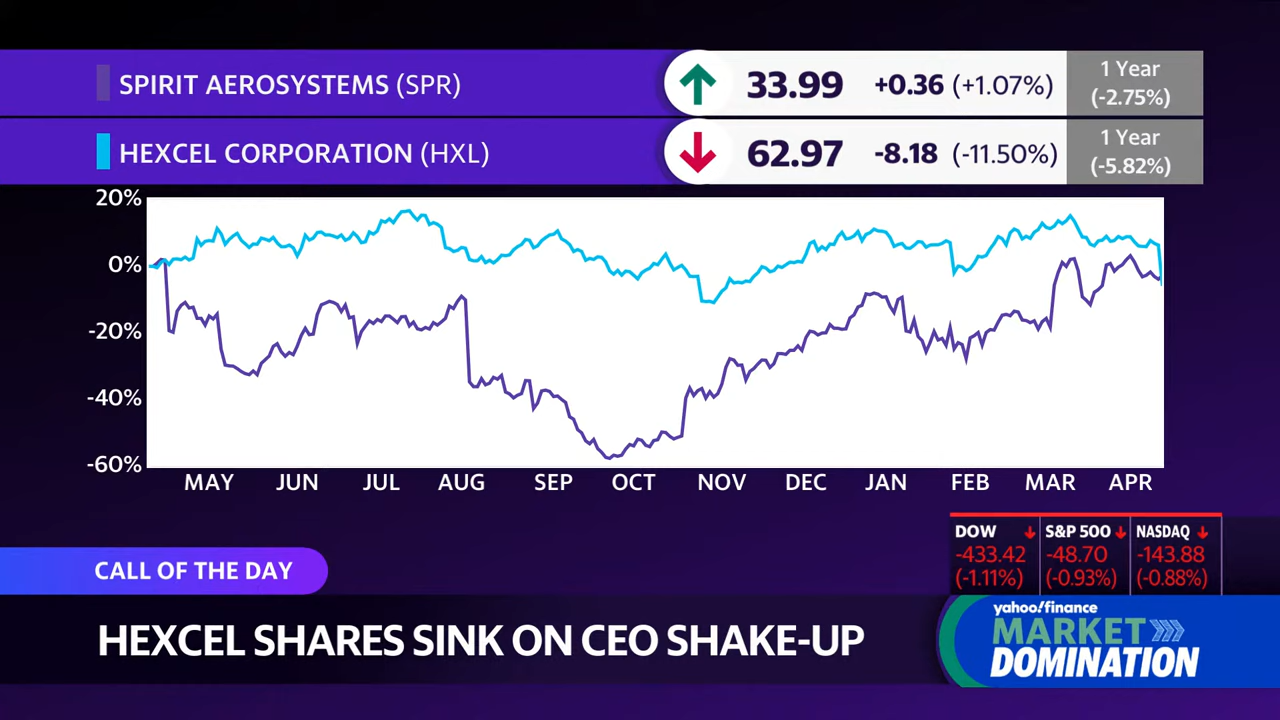 SPIRIT AEROSYSTEMS (SPR) 33.99 +0.36 (+1.07%) 1 Year (-2.75%)
HEXCEL CORPORATION (HXL) 62.97 -8.18 (-11.50%) 1 Year (-5.82%)
20%
0%
-20%
-40%
-60%
MAY JUN JUL AUG SEP OCT NOV DEC JAN FEB MAR APR
DOW S&P 500 NASDAQ
-433.42 -48.70 -143.88
(-1.11%) (-0.93%) (-0.88%)
CALL OF THE DAY
HEXCEL SHARES SINK ON CEO SHAKE-UP
yahoo!finance
MARKET
DOMINATION